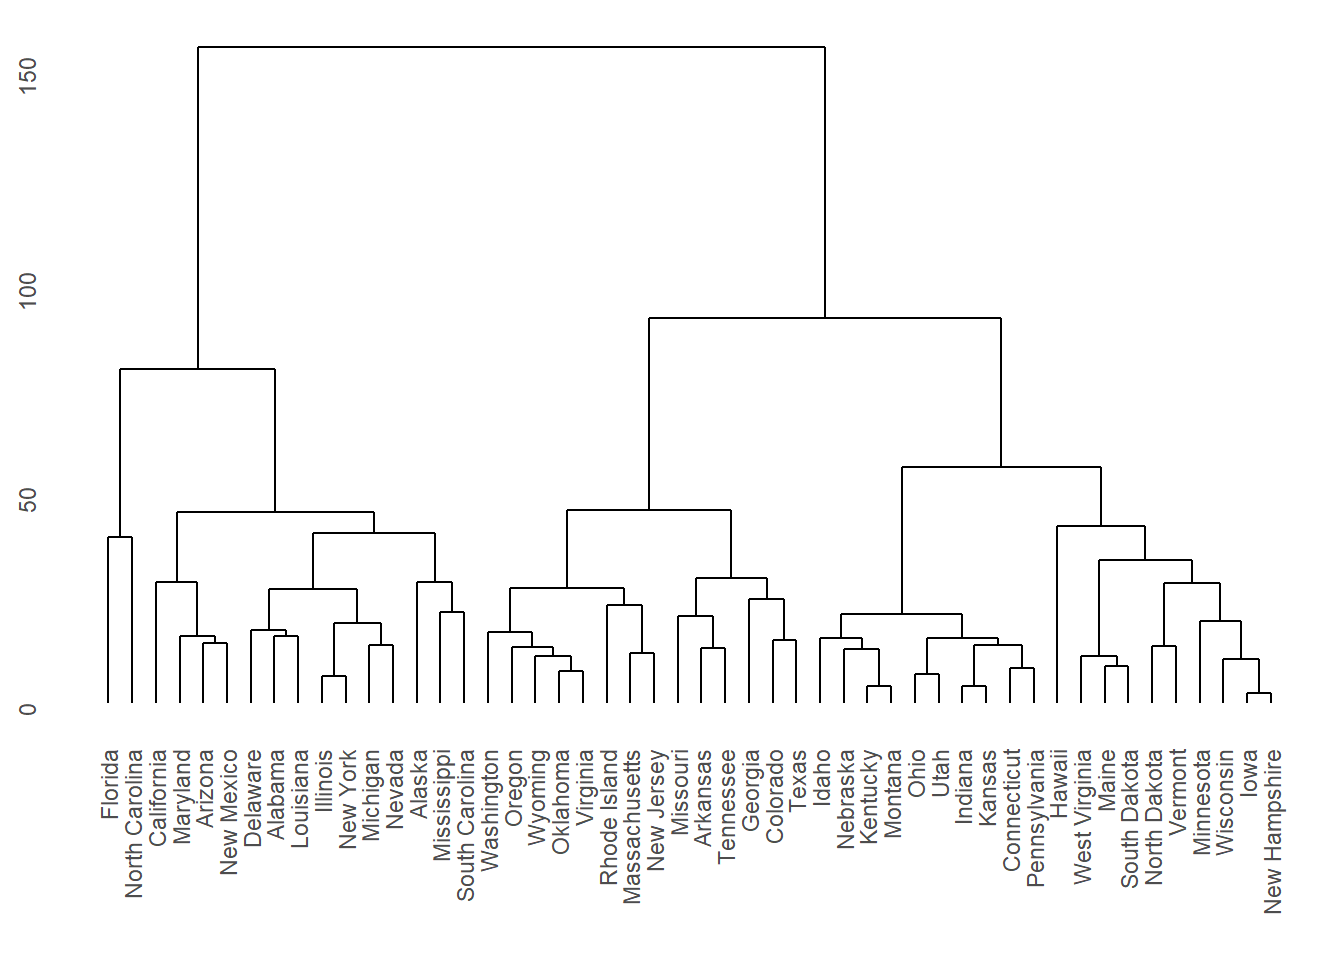 150
100
50
0
Florida
North Carolina
California
Maryland
Arizona
New Mexico
Delaware
Alabama
Louisiana
Illinois
New York
Michigan
Nevada
Alaska
Mississippi
South Carolina
Washington
Oregon
Wyoming
Oklahoma
Virginia
Rhode Island
Massachusetts
New Jersey
Missouri
Arkansas
Tennessee
Georgia
Colorado
Texas
Idaho
Nebraska
Kentucky
Montana
Ohio
Utah
Indiana
Kansas
Connecticut
Pennsylvania
Hawaii
West Virginia
Maine
South Dakota
North Dakota
Vermont
Minnesota
Wisconsin
Iowa
New Hampshire